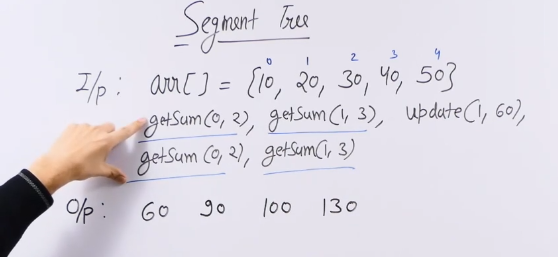 Segment Tree
0 1 2 3 4
I/p: arr[] = {10, 20, 30, 40, 50}
getSum(0, 2), getSum(1, 3), update(1, 60),
getSum(0, 2), getSum(1, 3)
O/p: 60 90 100 130